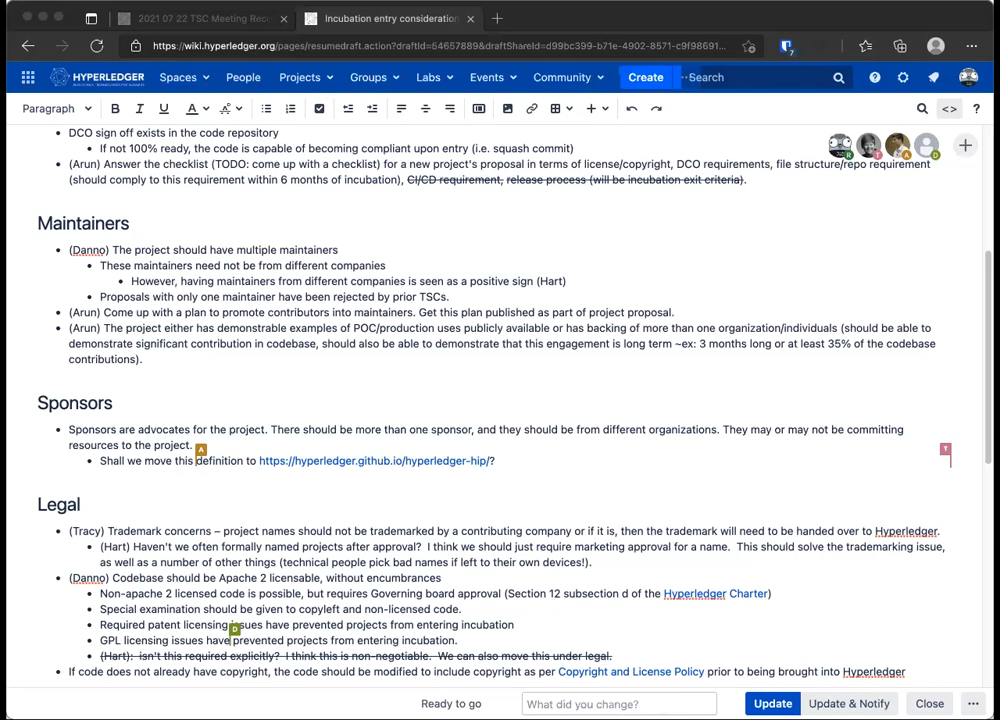 2021 07 22 TSC Meeting Rec
Incubation entry consideration
https://wiki.hyperledger.org/pages/resumedraft.action?draftId=54657889&draftShareId=d99bc399-b71e-4902-8571-c9f98691...
7
HYPERLEDGER
Spaces People Projects Groups Labs Events Community Create Search
Paragraph B I U A
DCO sign off exists in the code repository
If not 100% ready, the code is capable of becoming compliant upon entry (i.e. squash commit)
R T A D
(Arun) Answer the checklist (TODO: come up with a checklist) for a new project's proposal in terms of license/copyright, DCO requirements, file structure/repo requirement
(should comply to this requirement within 6 months of incubation), CI/CD requirement, release process (will be incubation exit criteria).
Maintainers
(Danno) The project should have multiple maintainers
These maintainers need not be from different companies
However, having maintainers from different companies is seen as a positive sign (Hart)
Proposals with only one maintainer have been rejected by prior TSCs.
(Arun) Come up with a plan to promote contributors into maintainers. Get this plan published as part of project proposal.
(Arun) The project either has demonstrable examples of POC/production uses publicly available or has backing of more than one organization/individuals (should be able to
demonstrate significant contribution in codebase, should also be able to demonstrate that this engagement is long term ~ex: 3 months long or at least 35% of the codebase
contributions).
Sponsors
Sponsors are advocates for the project. There should be more than one sponsor, and they should be from different organizations. They may or may not be committing
resources to the project.
A
T
Shall we move this definition to https://hyperledger.github.io/hyperledger-hip/?
Legal
(Tracy) Trademark concerns – project names should not be trademarked by a contributing company or if it is, then the trademark will need to be handed over to Hyperledger.
(Hart) Haven't we often formally named projects after approval? I think we should just require marketing approval for a name. This should solve the trademarking issue,
as well as a number of other things (technical people pick bad names if left to their own devices!).
(Danno) Codebase should be Apache 2 licensable, without encumbrances
Non-apache 2 licensed code is possible, but requires Governing board approval (Section 12 subsection d of the Hyperledger Charter)
Special examination should be given to copyleft and non-licensed code.
Required patent licensing issues have prevented projects from entering incubation
D
GPL licensing issues have prevented projects from entering incubation.
(Hart): isn't this required explicitly? I think this is non-negotiable. We can also move this under legal.
If code does not already have copyright, the code should be modified to include copyright as per Copyright and License Policy prior to being brought into Hyperledger
Ready to go What did you change? Update Update & Notify Close